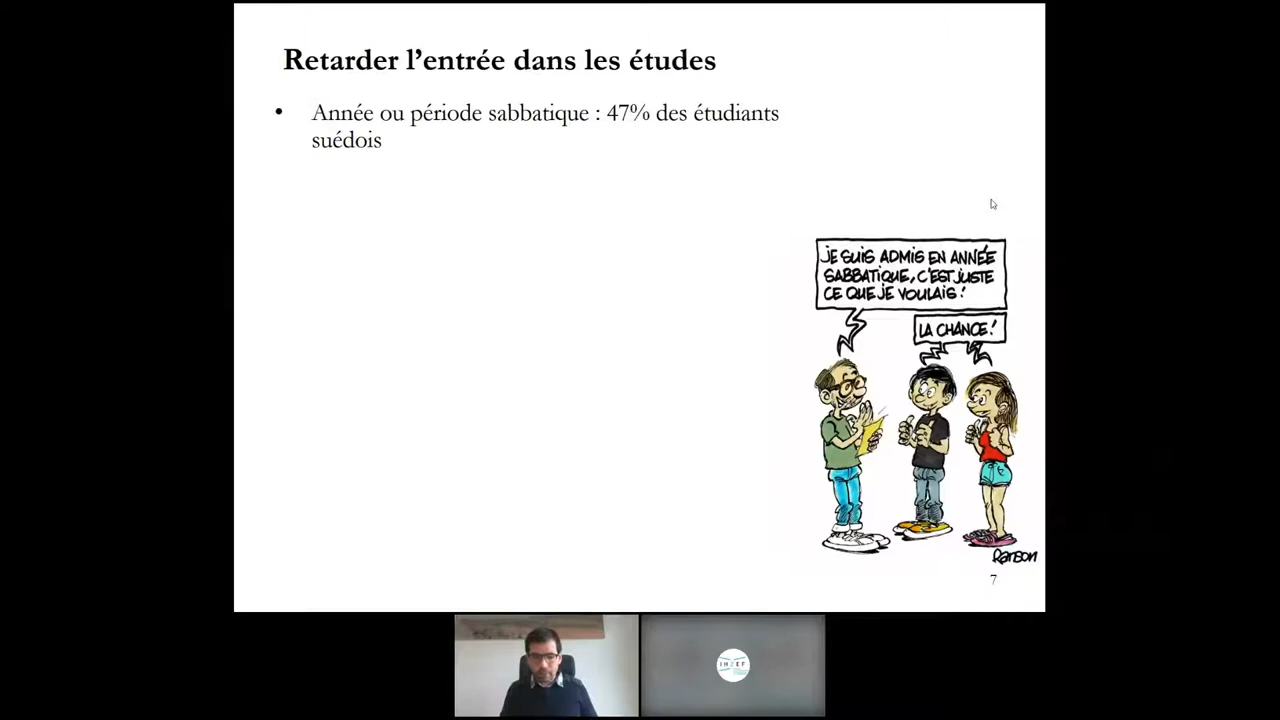 Retarder l’entrée dans les études
• Année ou période sabbatique : 47% des étudiants
suédois
JE SUIS ADMIS EN ANNÉE
SABBATIQUE, C'EST JUSTE
CE QUE JE VOULAIS !
LA CHANCE !
Ranson
7
IH2EF